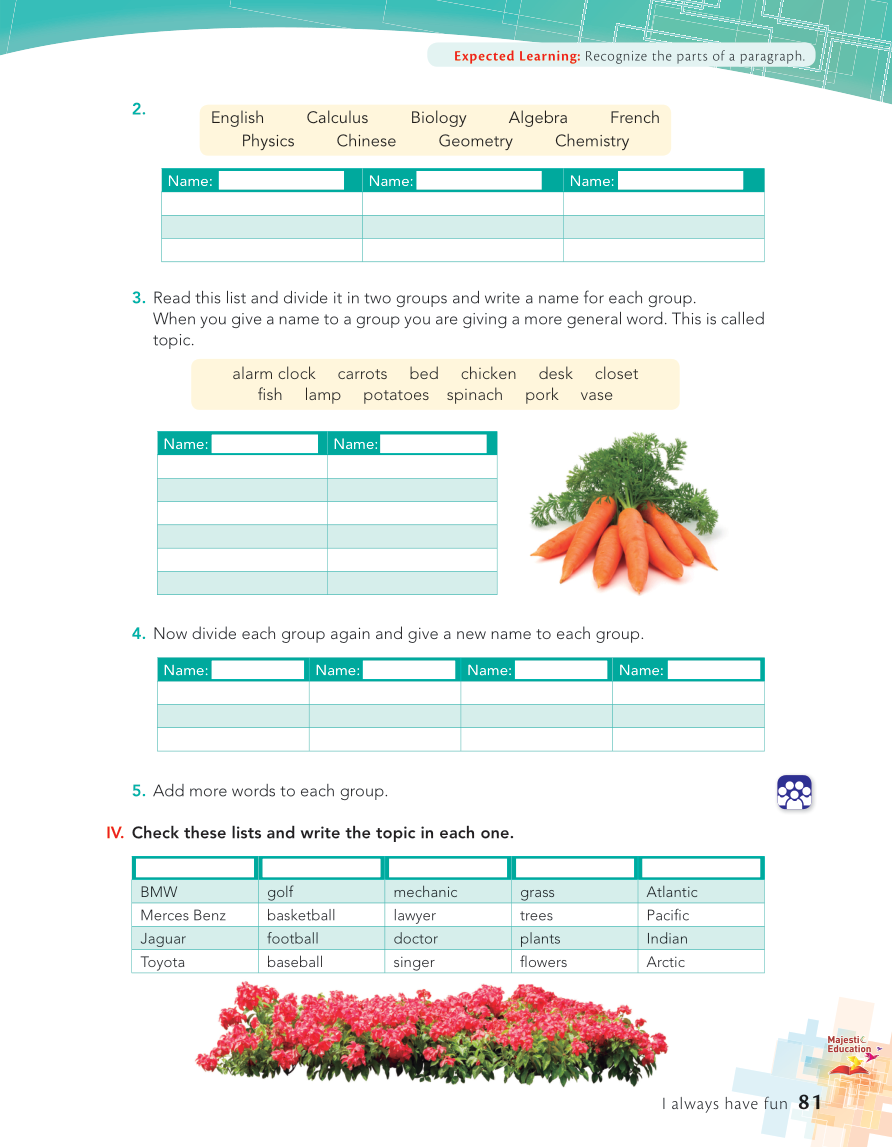 Expected Learning: Recognize the parts of a paragraph.
2.
English Calculus Biology Algebra French
Physics Chinese Geometry Chemistry
Name: Name: Name:
3. Read this list and divide it in two groups and write a name for each group.
When you give a name to a group you are giving a more general word. This is called
topic.
alarm clock carrots bed chicken desk closet
fish lamp potatoes spinach pork vase
Name: Name:
4. Now divide each group again and give a new name to each group.
Name: Name: Name: Name:
5. Add more words to each group.
IV. Check these lists and write the topic in each one.
BMW golf mechanic grass Atlantic
Merces Benz basketball lawyer trees Pacific
Jaguar football doctor plants Indian
Toyota baseball singer flowers Arctic
Majestic
Education
I always have fun 81